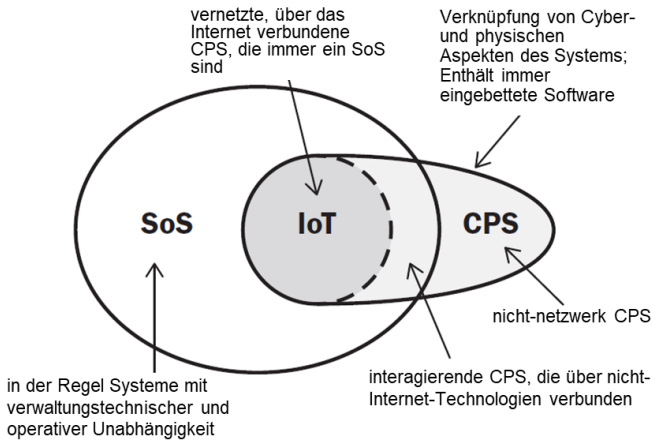 vernetzte, über das
Internet verbundene
CPS, die immer ein SoS
sind
Verknüpfung von Cyber-
und physischen
Aspekten des Systems;
Enthält immer
eingebettete Software
SoS
IoT
CPS
nicht-netzwerk CPS
interagierende CPS, die über nicht-
Internet-Technologien verbunden
in der Regel Systeme mit
verwaltungstechnischer und
operativer Unabhängigkeit